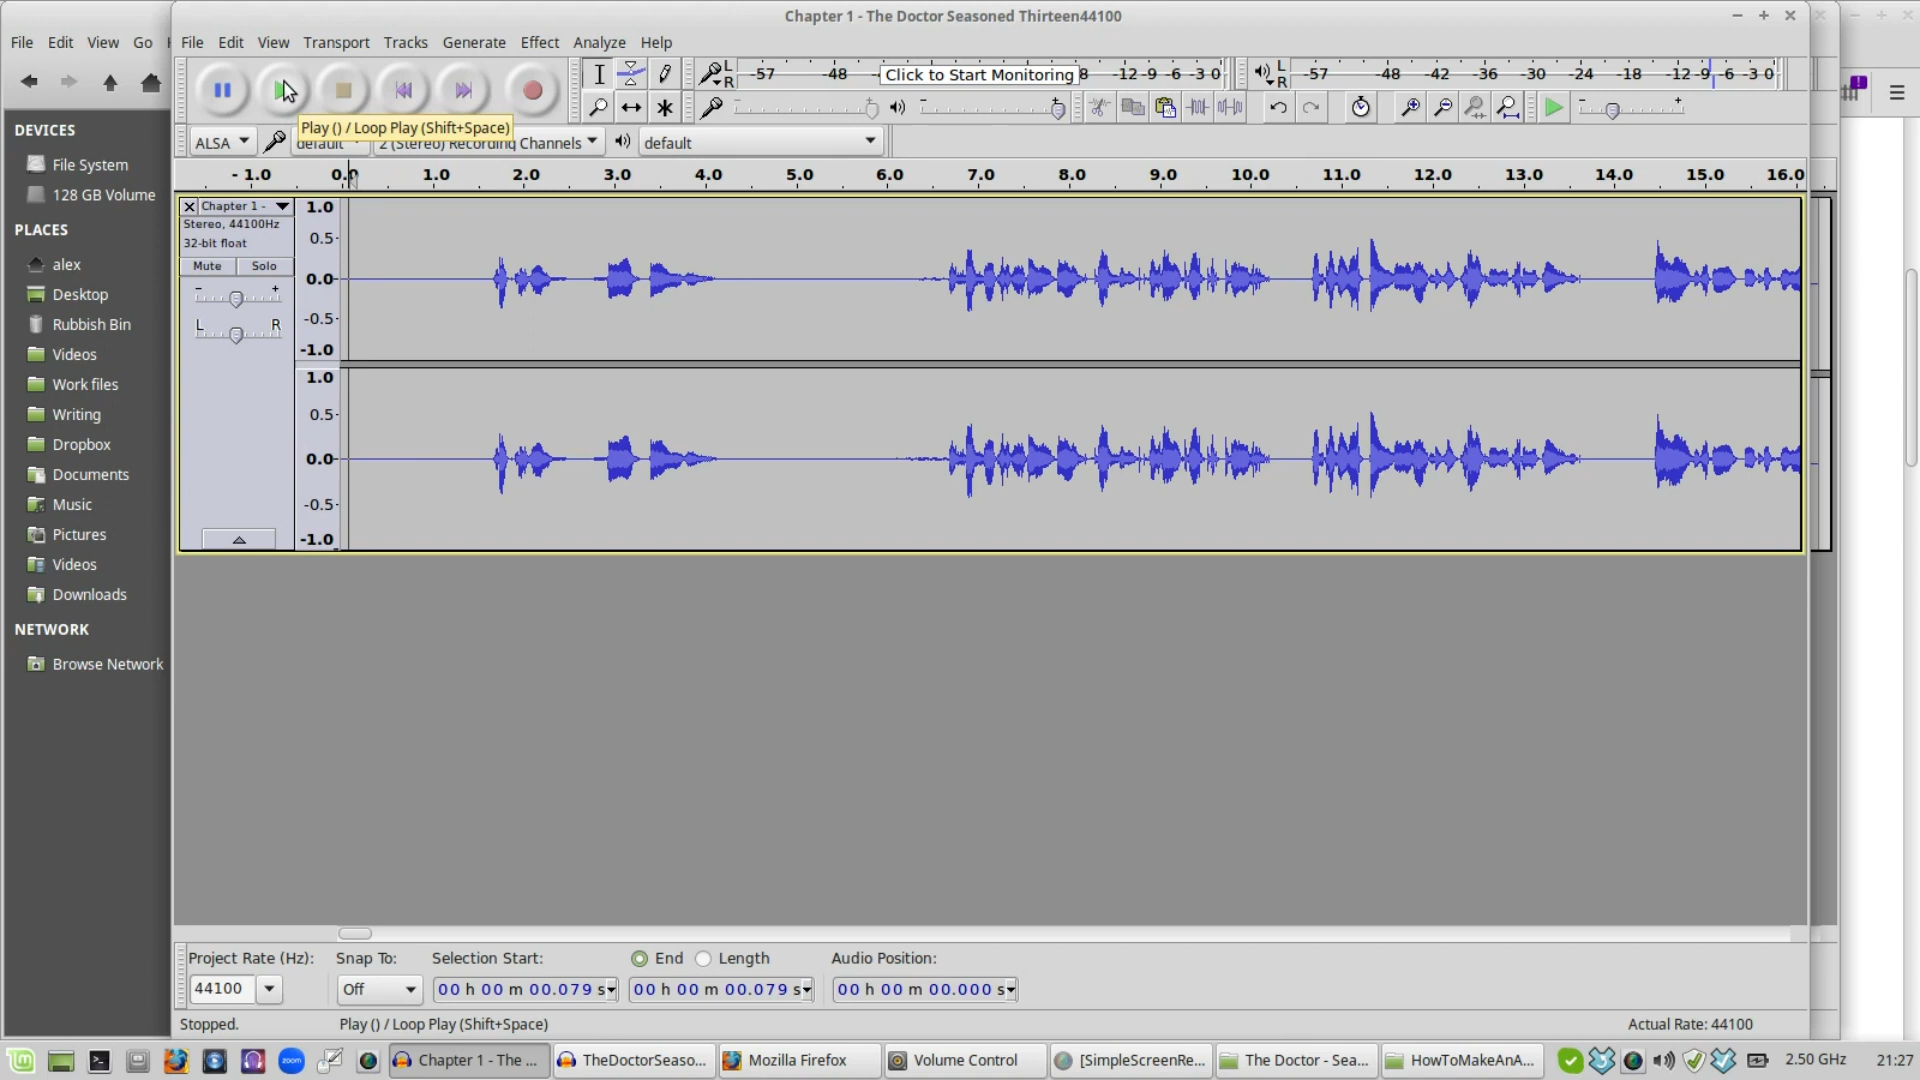 Chapter 1 - The Doctor Seasoned Thirteen44100
File Edit View Go
File Edit View Transport Tracks Generate Effect Analyze Help
L R -57 -48 Click to Start Monitoring 8 -12 -9 -6 -3 0
L R -57 -48 -42 -36 -30 -24 -18 -12 -9 -6 -3 0
Play () / Loop Play (Shift+Space)
ALSA default 2 (Stereo) Recording Channels default
- 1.0 0.0 1.0 2.0 3.0 4.0 5.0 6.0 7.0 8.0 9.0 10.0 11.0 12.0 13.0 14.0 15.0 16.0
DEVICES
File System
128 GB Volume
PLACES
alex
Desktop
Rubbish Bin
Videos
Work files
Writing
Dropbox
Documents
Music
Pictures
Videos
Downloads
NETWORK
Browse Network
Chapter 1 -
Stereo, 44100Hz
32-bit float
Mute Solo
- +
L R
1.0
0.5
0.0
-0.5
-1.0
1.0
0.5
0.0
-0.5
-1.0
Project Rate (Hz): Snap To: Selection Start: End Length Audio Position:
44100 Off 00 h 00 m 00.079 s 00 h 00 m 00.079 s 00 h 00 m 00.000 s
Stopped. Play () / Loop Play (Shift+Space) Actual Rate: 44100
zoom Chapter 1 - The ... TheDoctorSeaso... Mozilla Firefox Volume Control [SimpleScreenRe... The Doctor - Sea... HowToMakeAnA... 2.50 GHz 21:27